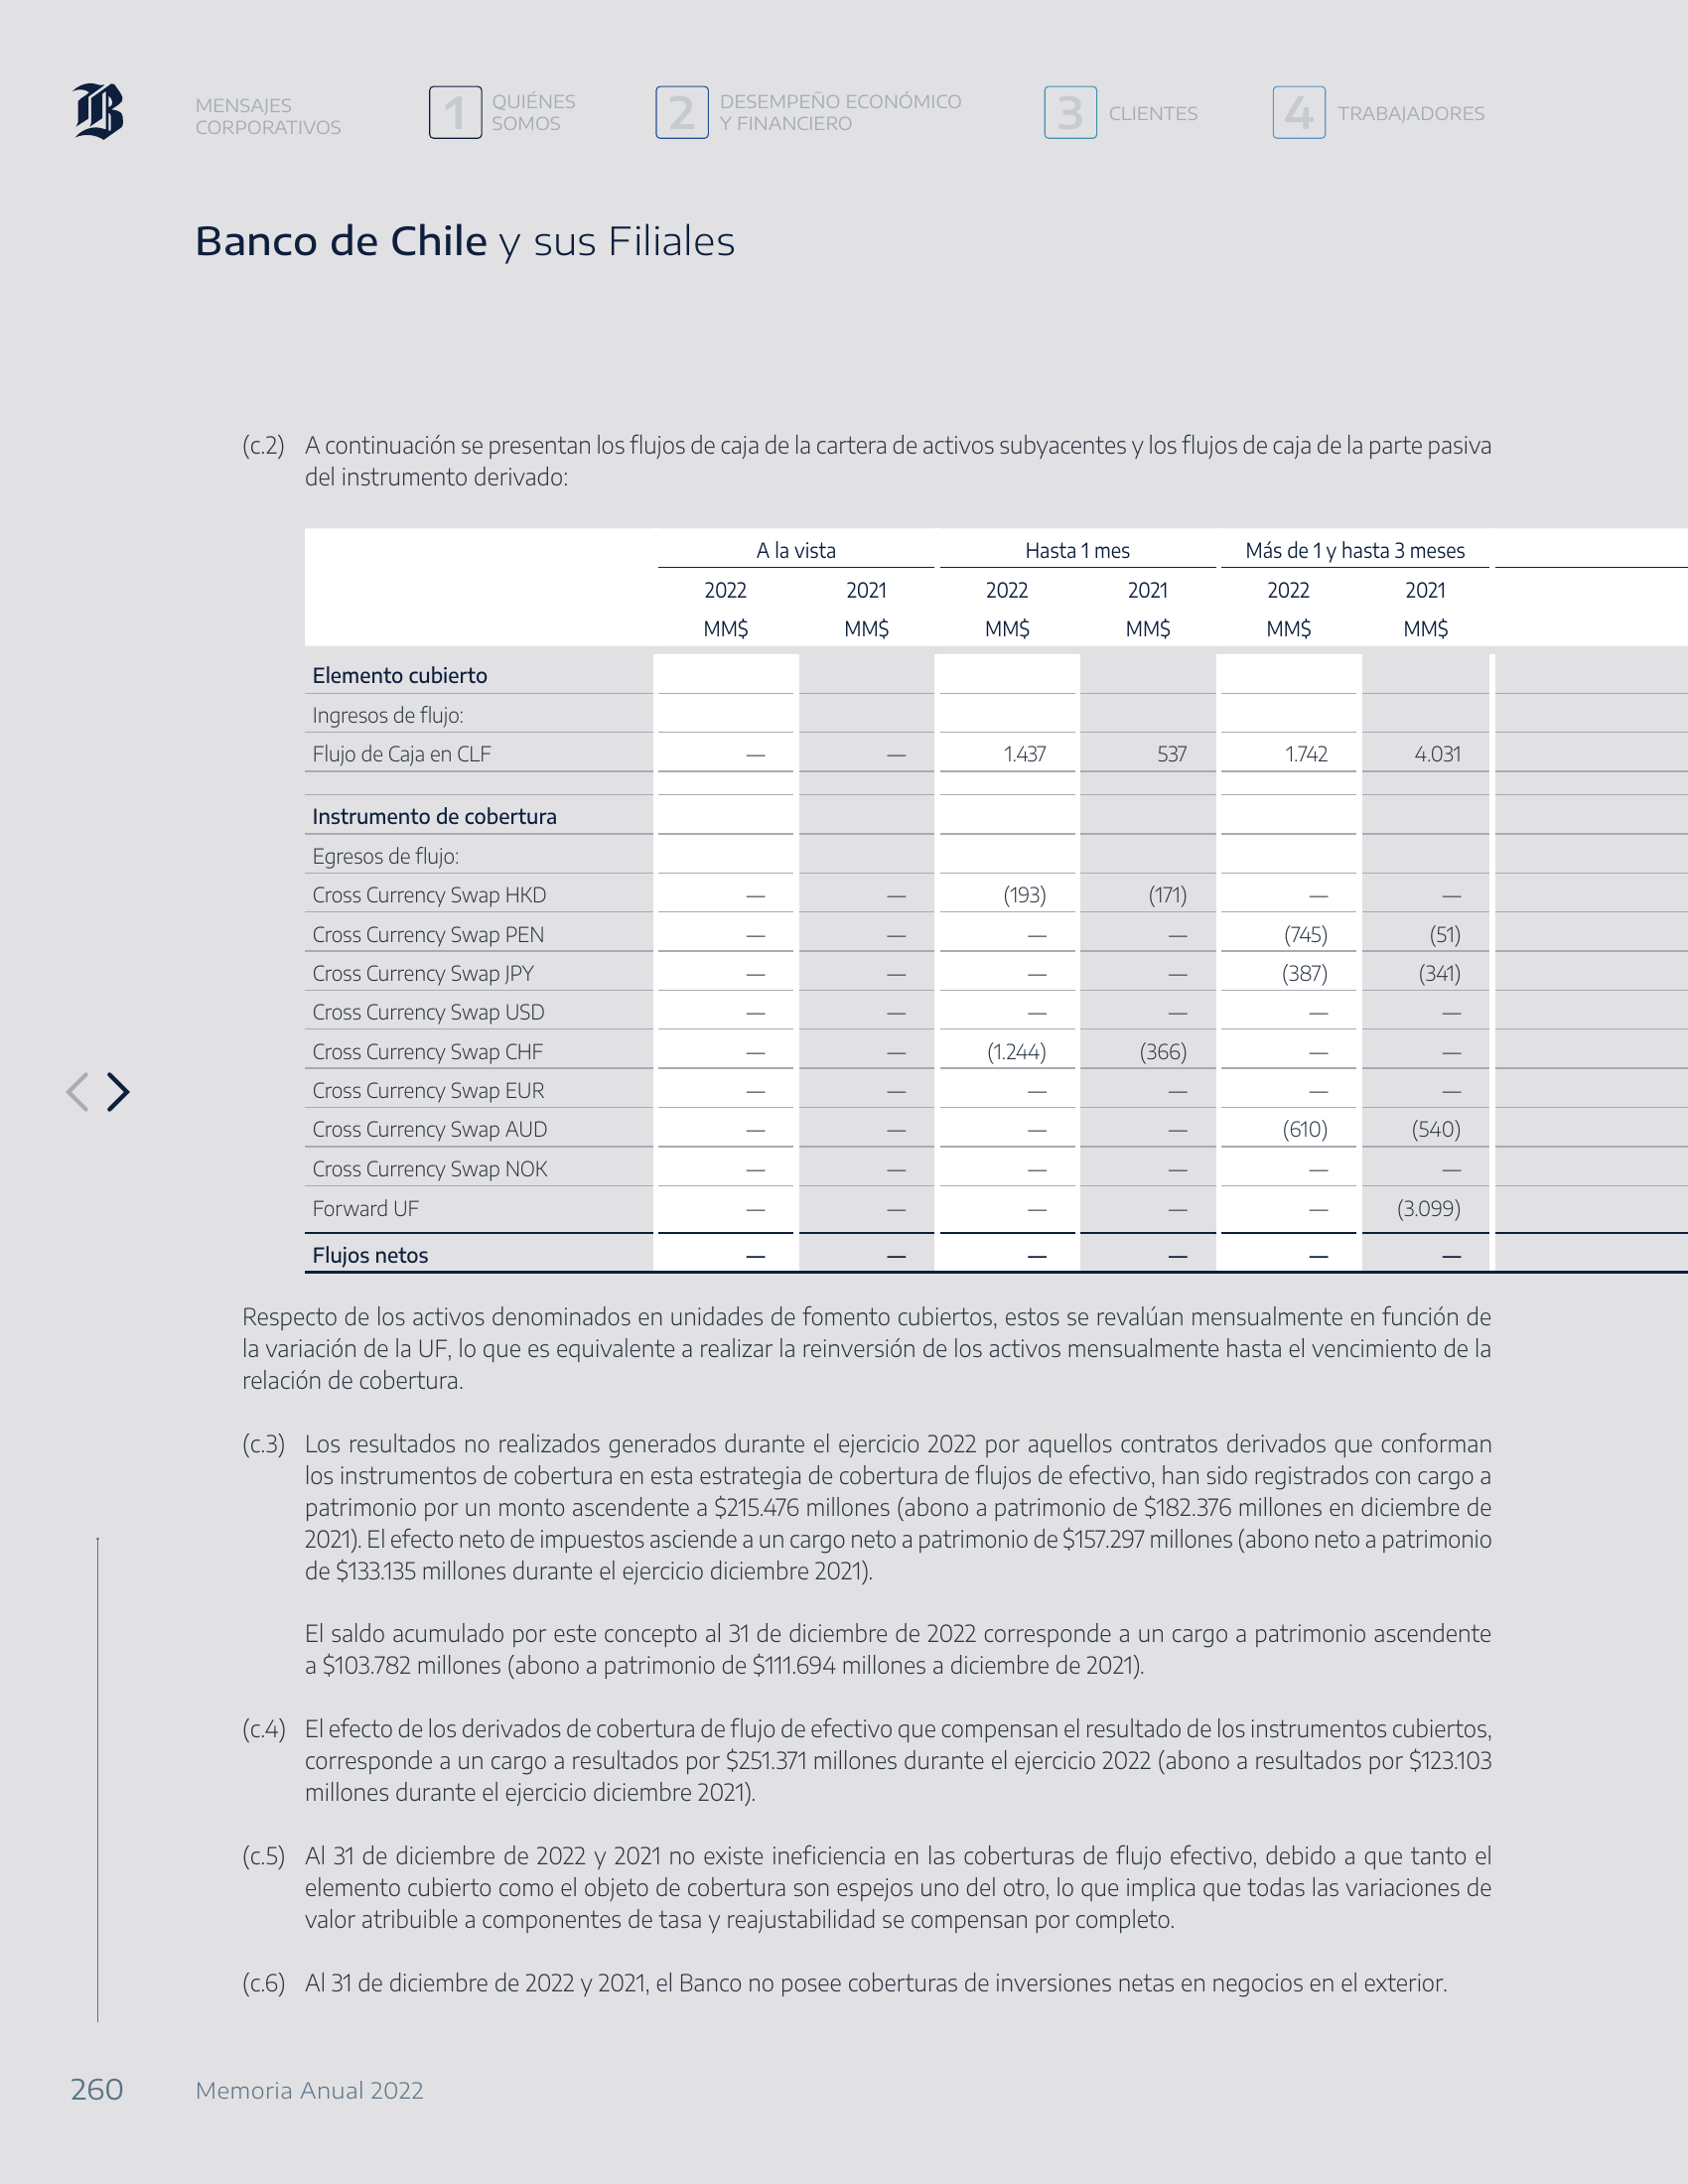 B
MENSAJES
CORPORATIVOS
1
QUIÉNES
SOMOS
2
DESEMPEÑO ECONÓMICO
Y FINANCIERO
3
CLIENTES
4
TRABAJADORES
Banco de Chile y sus Filiales
(c.2) A continuación se presentan los flujos de caja de la cartera de activos subyacentes y los flujos de caja de la parte pasiva
del instrumento derivado:
A la vista Hasta 1 mes Más de 1 y hasta 3 meses
2022 2021 2022 2021 2022 2021
MM$ MM$ MM$ MM$ MM$ MM$
Elemento cubierto
Ingresos de flujo:
Flujo de Caja en CLF — — 1.437 537 1.742 4.031
Instrumento de cobertura
Egresos de flujo:
Cross Currency Swap HKD — — (193) (171) — —
Cross Currency Swap PEN — — — — (745) (51)
Cross Currency Swap JPY — — — — (387) (341)
Cross Currency Swap USD — — — — — —
Cross Currency Swap CHF — — (1.244) (366) — —
Cross Currency Swap EUR — — — — — —
Cross Currency Swap AUD — — — — (610) (540)
Cross Currency Swap NOK — — — — — —
Forward UF — — — — — (3.099)
Flujos netos — — — — — —
Respecto de los activos denominados en unidades de fomento cubiertos, estos se revalúan mensualmente en función de
la variación de la UF, lo que es equivalente a realizar la reinversión de los activos mensualmente hasta el vencimiento de la
relación de cobertura.
(c.3) Los resultados no realizados generados durante el ejercicio 2022 por aquellos contratos derivados que conforman
los instrumentos de cobertura en esta estrategia de cobertura de flujos de efectivo, han sido registrados con cargo a
patrimonio por un monto ascendente a $215.476 millones (abono a patrimonio de $182.376 millones en diciembre de
2021). El efecto neto de impuestos asciende a un cargo neto a patrimonio de $157.297 millones (abono neto a patrimonio
de $133.135 millones durante el ejercicio diciembre 2021).
El saldo acumulado por este concepto al 31 de diciembre de 2022 corresponde a un cargo a patrimonio ascendente
a $103.782 millones (abono a patrimonio de $111.694 millones a diciembre de 2021).
(c.4) El efecto de los derivados de cobertura de flujo de efectivo que compensan el resultado de los instrumentos cubiertos,
corresponde a un cargo a resultados por $251.371 millones durante el ejercicio 2022 (abono a resultados por $123.103
millones durante el ejercicio diciembre 2021).
(c.5) Al 31 de diciembre de 2022 y 2021 no existe ineficiencia en las coberturas de flujo efectivo, debido a que tanto el
elemento cubierto como el objeto de cobertura son espejos uno del otro, lo que implica que todas las variaciones de
valor atribuible a componentes de tasa y reajustabilidad se compensan por completo.
(c.6) Al 31 de diciembre de 2022 y 2021, el Banco no posee coberturas de inversiones netas en negocios en el exterior.
260 Memoria Anual 2022